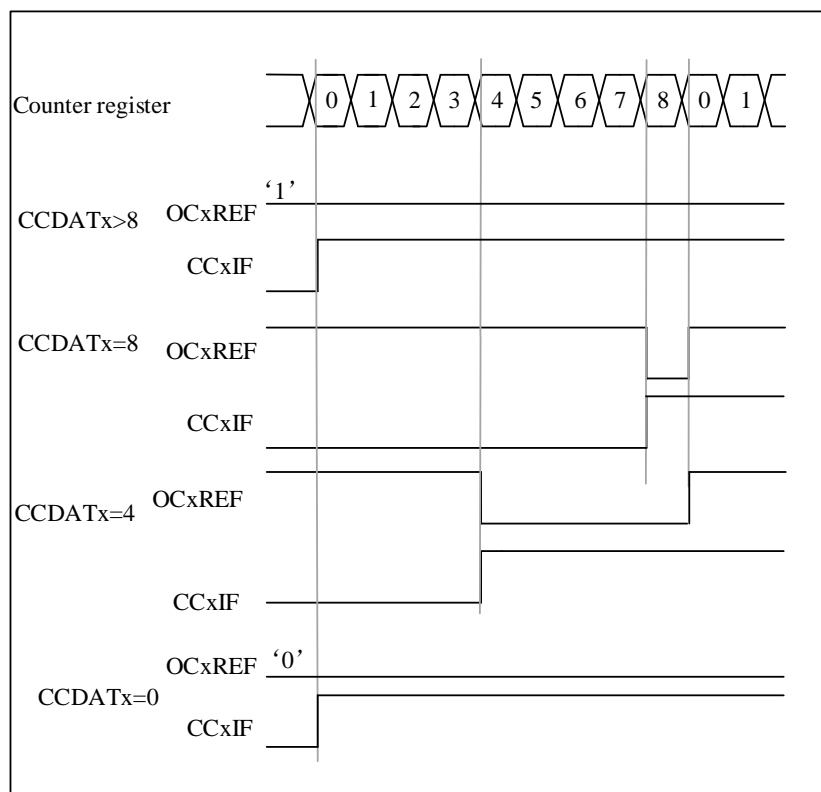 Counter register 0 1 2 3 4 5 6 7 8 0 1
‘1’
CCDATx>8 OCxREF
CCxIF
CCDATx=8 OCxREF
CCxIF
CCDATx=4 OCxREF
CCxIF
OCxREF ‘0’
CCDATx=0
CCxIF